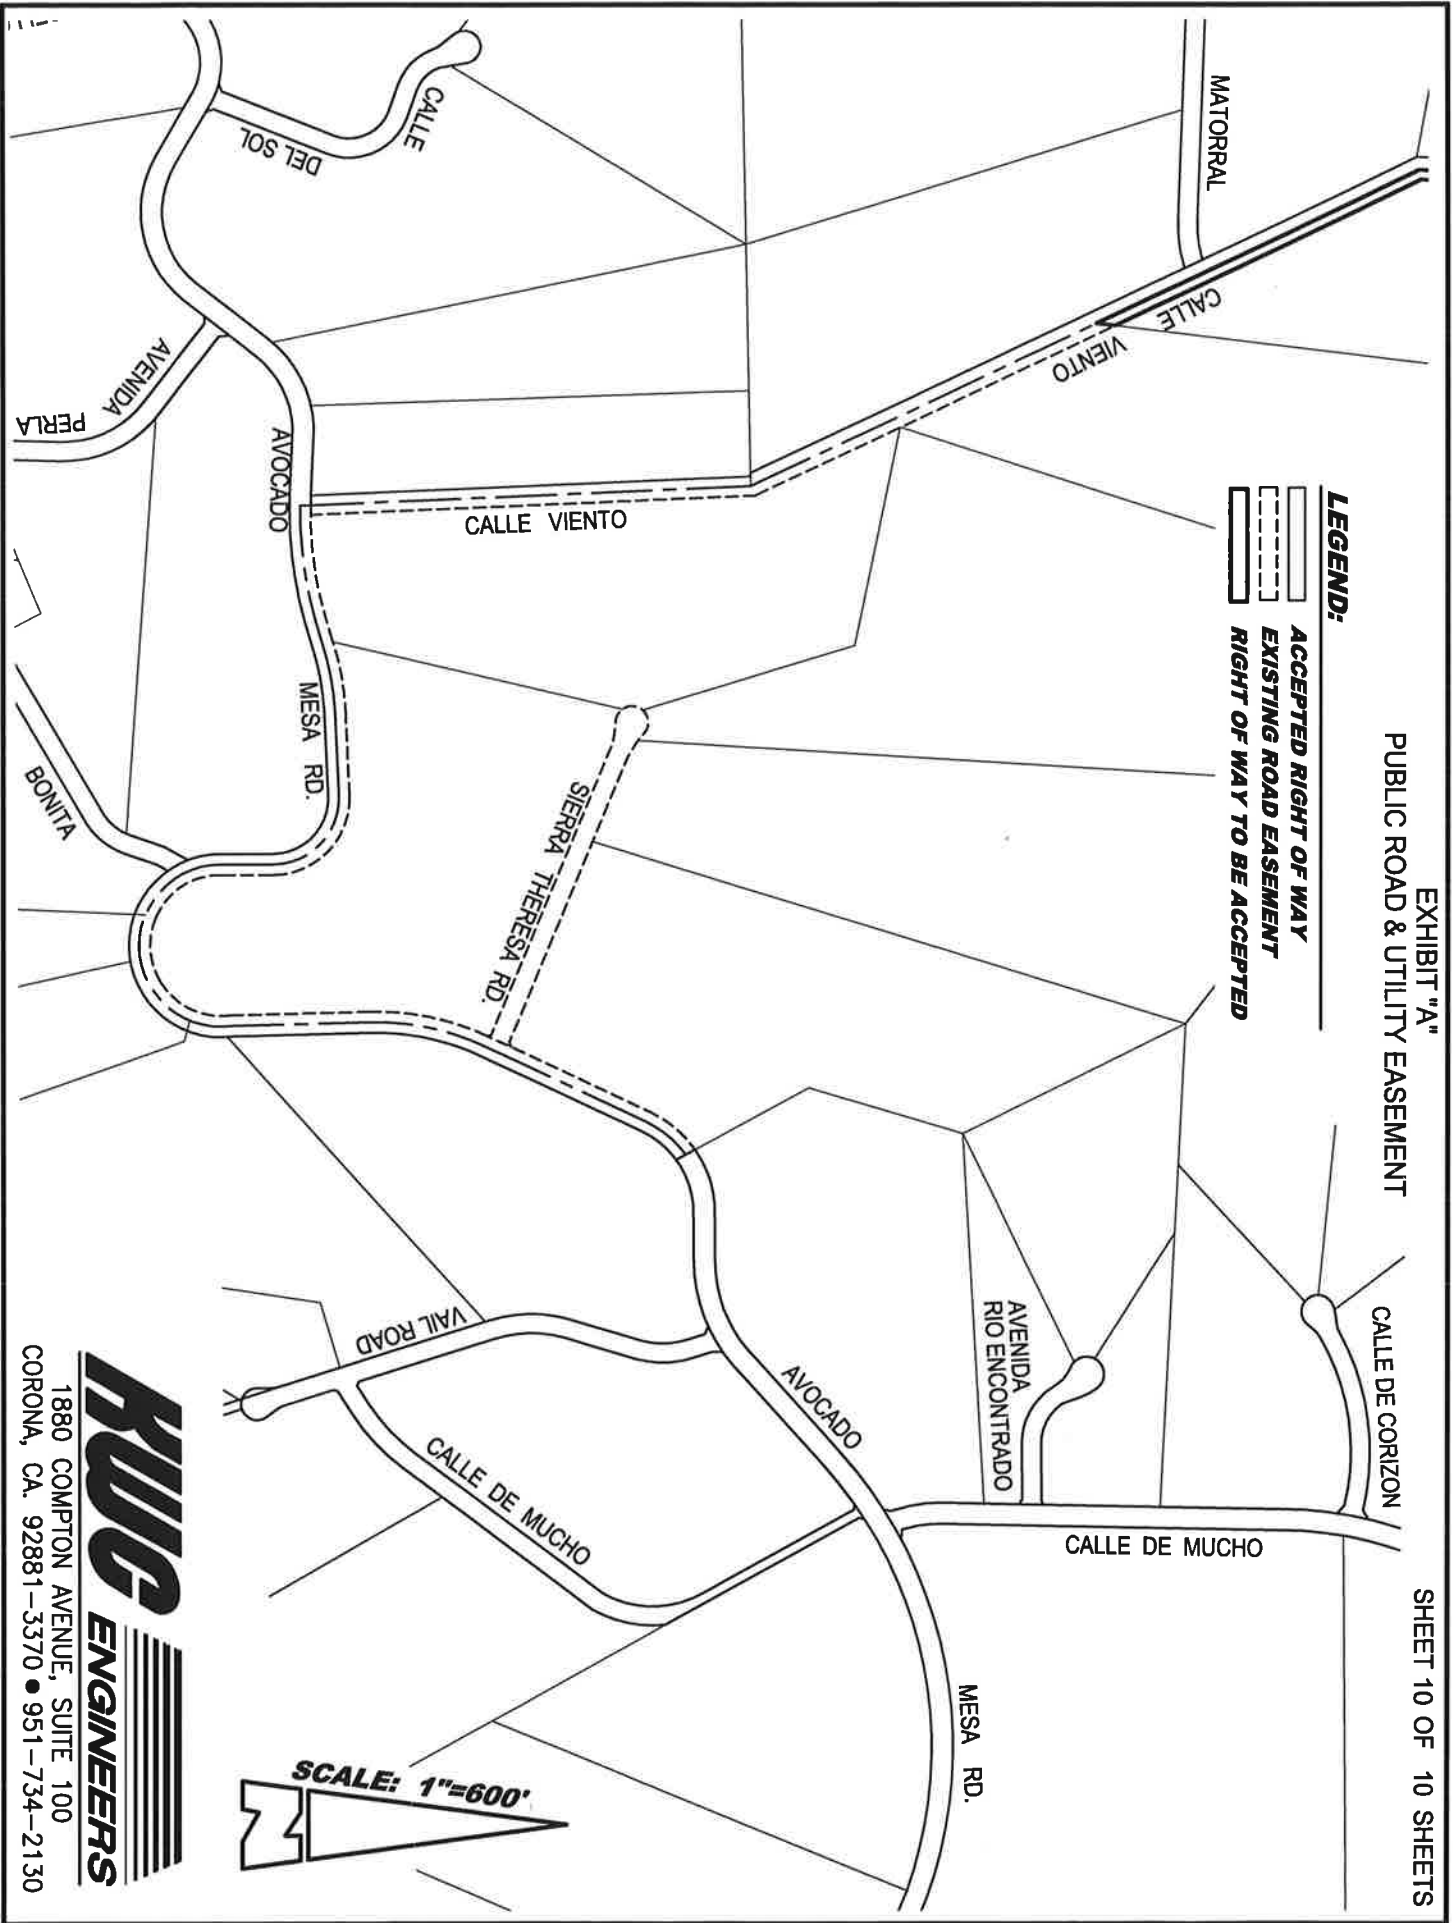 EXHIBIT "A"
PUBLIC ROAD & UTILITY EASEMENT
SHEET 10 OF 10 SHEETS
LEGEND:
ACCEPTED RIGHT OF WAY
EXISTING ROAD EASEMENT
RIGHT OF WAY TO BE ACCEPTED
MATORRAL
CALLE
VIENTO
CALLE VIENTO
CALLE
DEL SOL
AVENIDA
PERLA
AVOCADO
MESA RD.
BONITA
SIERRA THERESA RD.
CALLE DE CORIZON
AVENIDA
RIO ENCONTRADO
CALLE DE MUCHO
AVOCADO
MESA RD.
VAIL ROAD
CALLE DE MUCHO
SCALE: 1"=600'
N
KWC ENGINEERS
1880 COMPTON AVENUE, SUITE 100
CORONA, CA. 92881-3370 • 951-734-2130